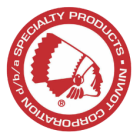 NIWOT CORPORATION d/b/a SPECIALTY PRODUCTS •
®